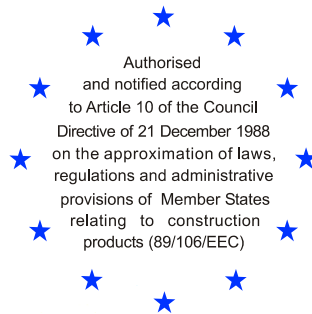 Authorised
and notified according
to Article 10 of the Council
Directive of 21 December 1988
on the approximation of laws,
regulations and administrative
provisions of Member States
relating to construction
products (89/106/EEC)